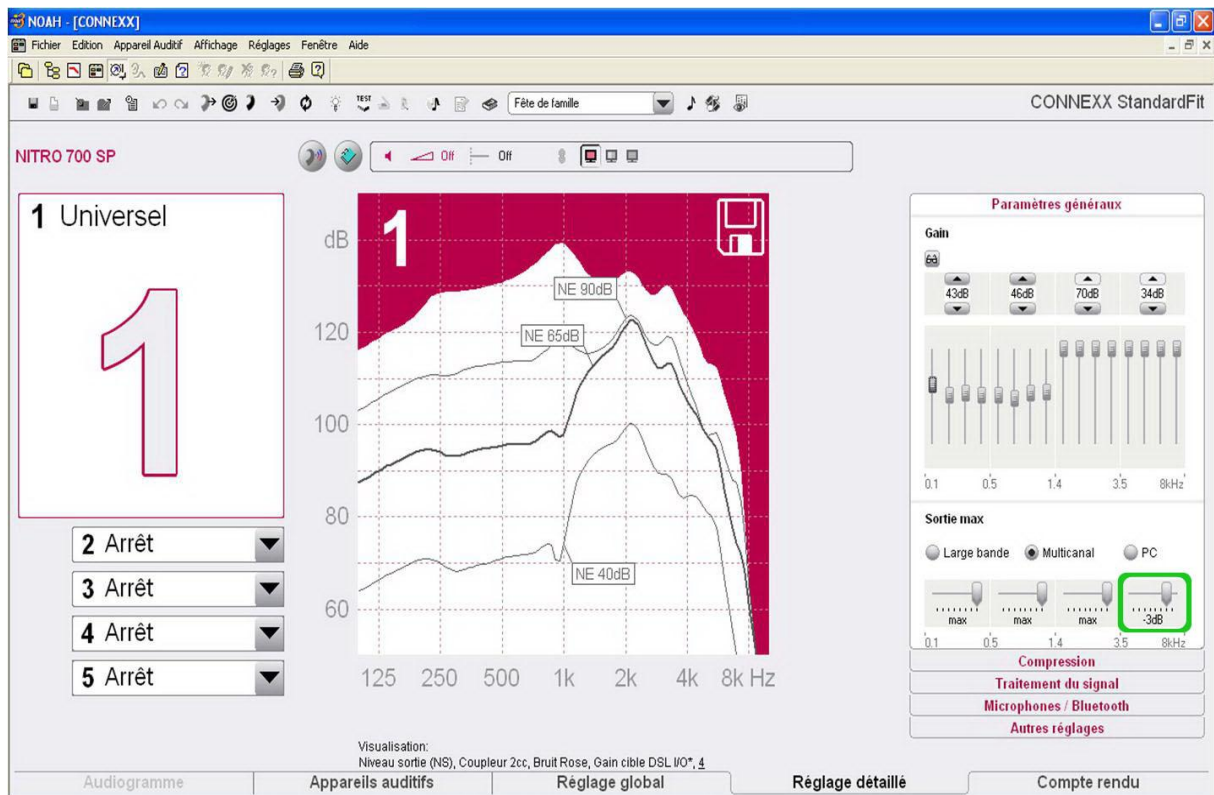 NOAH - [CONNEXX]
Fichier Edition Appareil Auditif Affichage Réglages Fenêtre Aide
TEST Fête de famille CONNEXX StandardFit
NITRO 700 SP
Off Off
1 Universel
1
2 Arrêt
3 Arrêt
4 Arrêt
5 Arrêt
1
dB
NE 90dB
NE 65dB
NE 40dB
120
100
80
60
125 250 500 1k 2k 4k 8k Hz
Visualisation:
Niveau sortie (NS), Coupleur 2cc, Bruit Rose, Gain cible DSL I/O*, 4
Paramètres généraux
Gain
43dB 46dB 70dB 34dB
0.1 0.5 1.4 3.5 8kHz
Sortie max
Large bande Multicanal PC
max max max -3dB
0.1 0.5 1.4 3.5 8kHz
Compression
Traitement du signal
Microphones / Bluetooth
Autres réglages
Audiogramme Appareils auditifs Réglage global Réglage détaillé Compte rendu